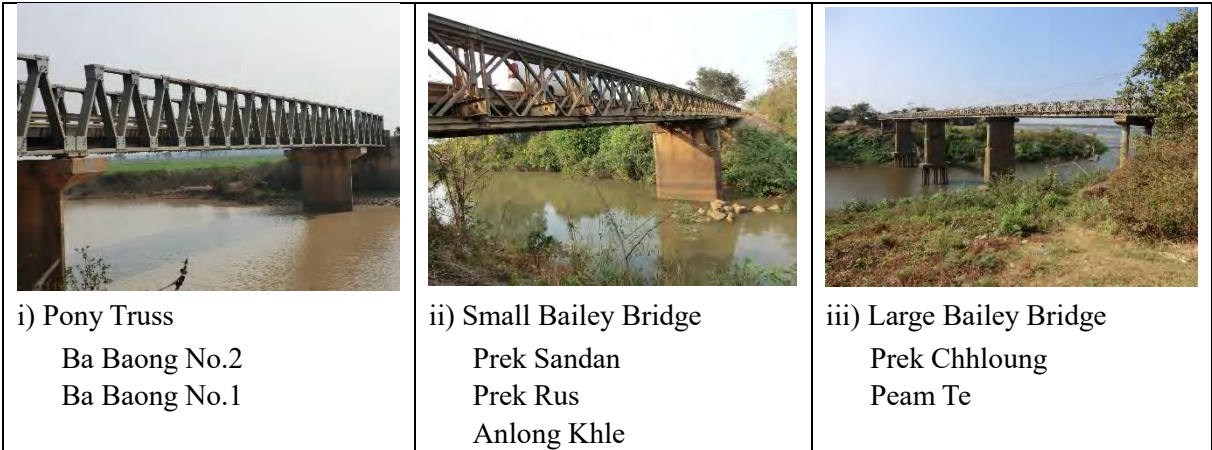 i) Pony Truss
Ba Baong No.2
Ba Baong No.1
ii) Small Bailey Bridge
Prek Sandan
Prek Rus
Anlong Khle
iii) Large Bailey Bridge
Prek Chhloung
Peam Te